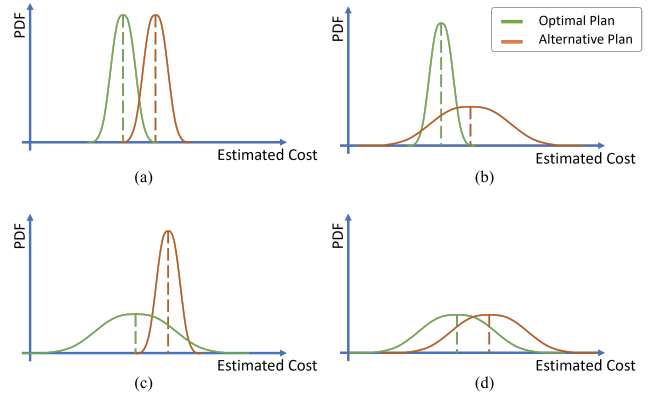 PDF
Estimated Cost
(a)
PDF
Optimal Plan
Alternative Plan
Estimated Cost
(b)
PDF
Estimated Cost
(c)
PDF
Estimated Cost
(d)